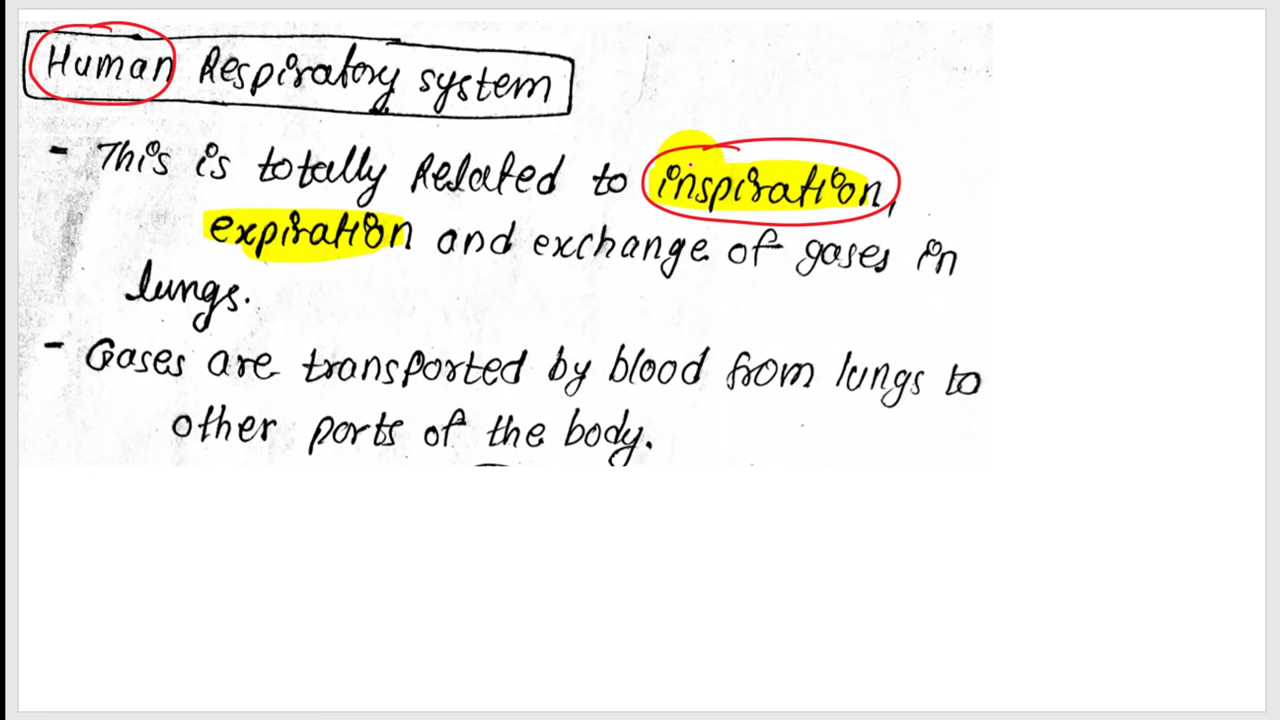 Human Respiratory system
- This is totally Related to inspiration,
expiration and exchange of gases in
lungs.
- Gases are transported by blood from lungs to
other ports of the body.